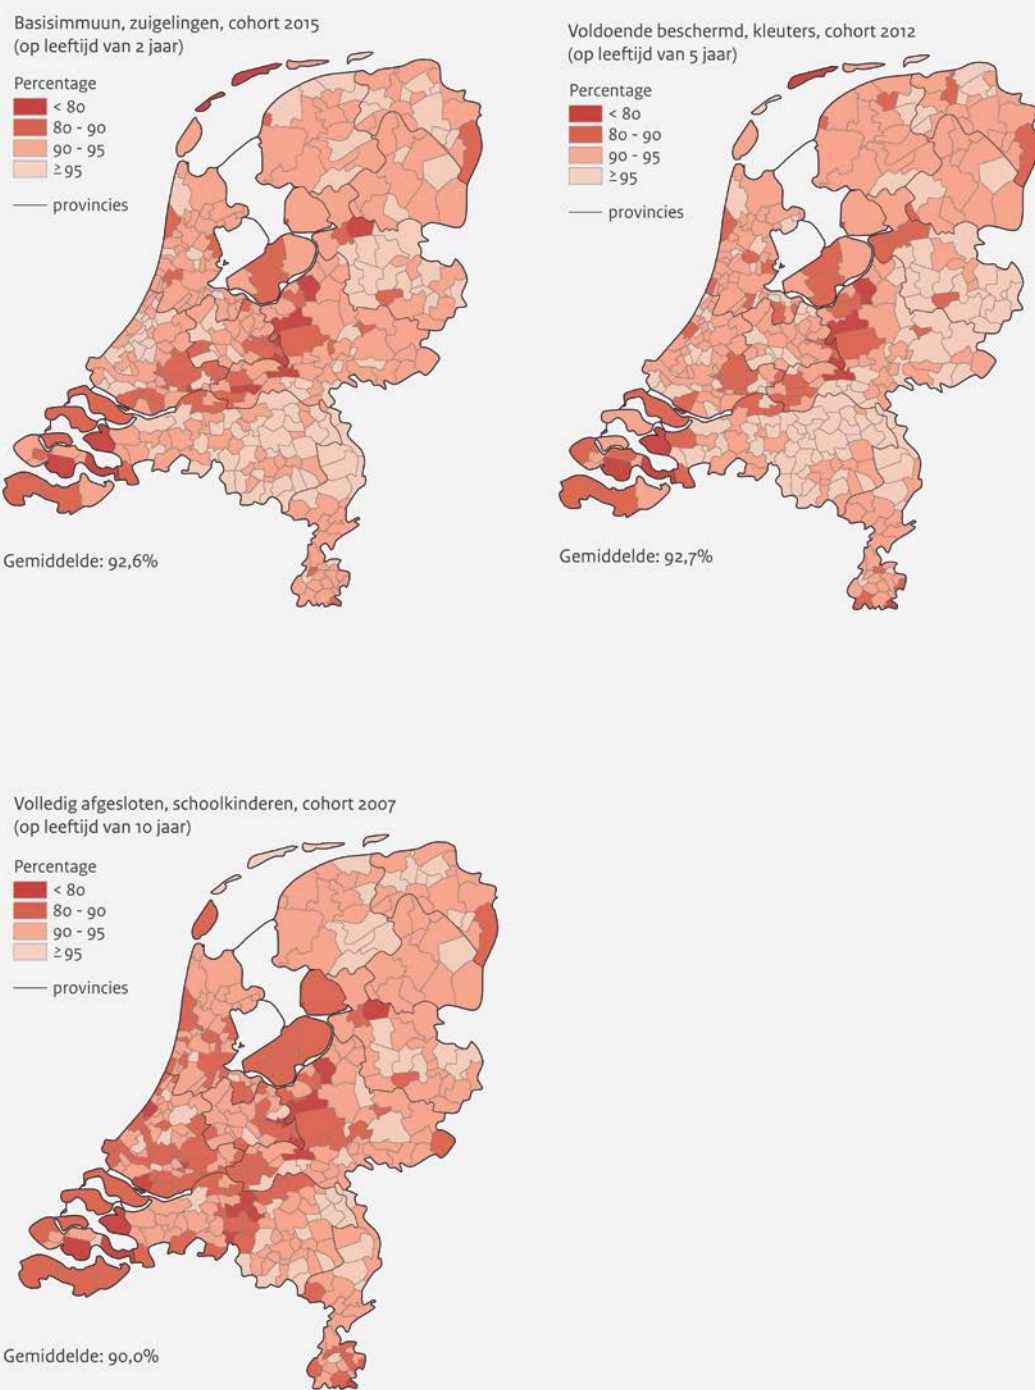 Basisimmuun, zuigelingen, cohort 2015
(op leeftijd van 2 jaar)
Percentage
< 80
80 - 90
90 - 95
≥ 95
provincies
Gemiddelde: 92,6%
Voldoende beschermd, kleuters, cohort 2012
(op leeftijd van 5 jaar)
Percentage
< 80
80 - 90
90 - 95
≥ 95
provincies
Gemiddelde: 92,7%
Volledig afgesloten, schoolkinderen, cohort 2007
(op leeftijd van 10 jaar)
Percentage
< 80
80 - 90
90 - 95
≥ 95
provincies
Gemiddelde: 90,0%